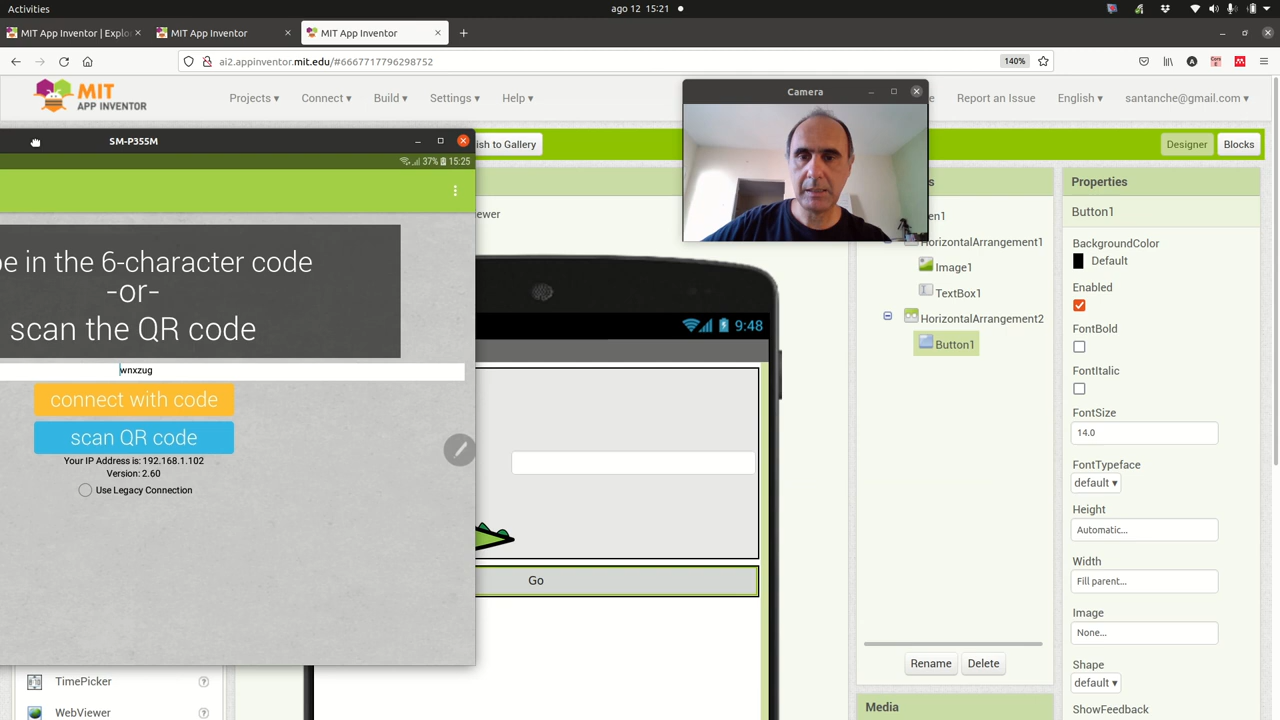 Activities
ago 12 15:21
MIT App Inventor | Explo
MIT App Inventor
MIT App Inventor
ai2.appinventor.mit.edu/#6667717796298752
140%
MIT
APP INVENTOR
Projects ▾
Connect ▾
Build ▾
Settings ▾
Help ▾
Report an Issue
English ▾
santanche@gmail.com ▾
Camera
SM-P355M
ish to Gallery
Designer
Blocks
37% 15:25
s
Properties
ewer
en1
Button1
HorizontalArrangement1
Image1
TextBox1
HorizontalArrangement2
Button1
BackgroundColor
Default
Enabled
FontBold
FontItalic
FontSize
14.0
FontTypeface
default ▾
Height
Automatic...
Width
Fill parent...
Image
None...
Shape
default ▾
ShowFeedback
pe in the 6-character code
-or-
scan the QR code
wnxzug
connect with code
scan QR code
Your IP Address is: 192.168.1.102
Version: 2.60
Use Legacy Connection
9:48
Go
Rename
Delete
Media
TimePicker
WebViewer